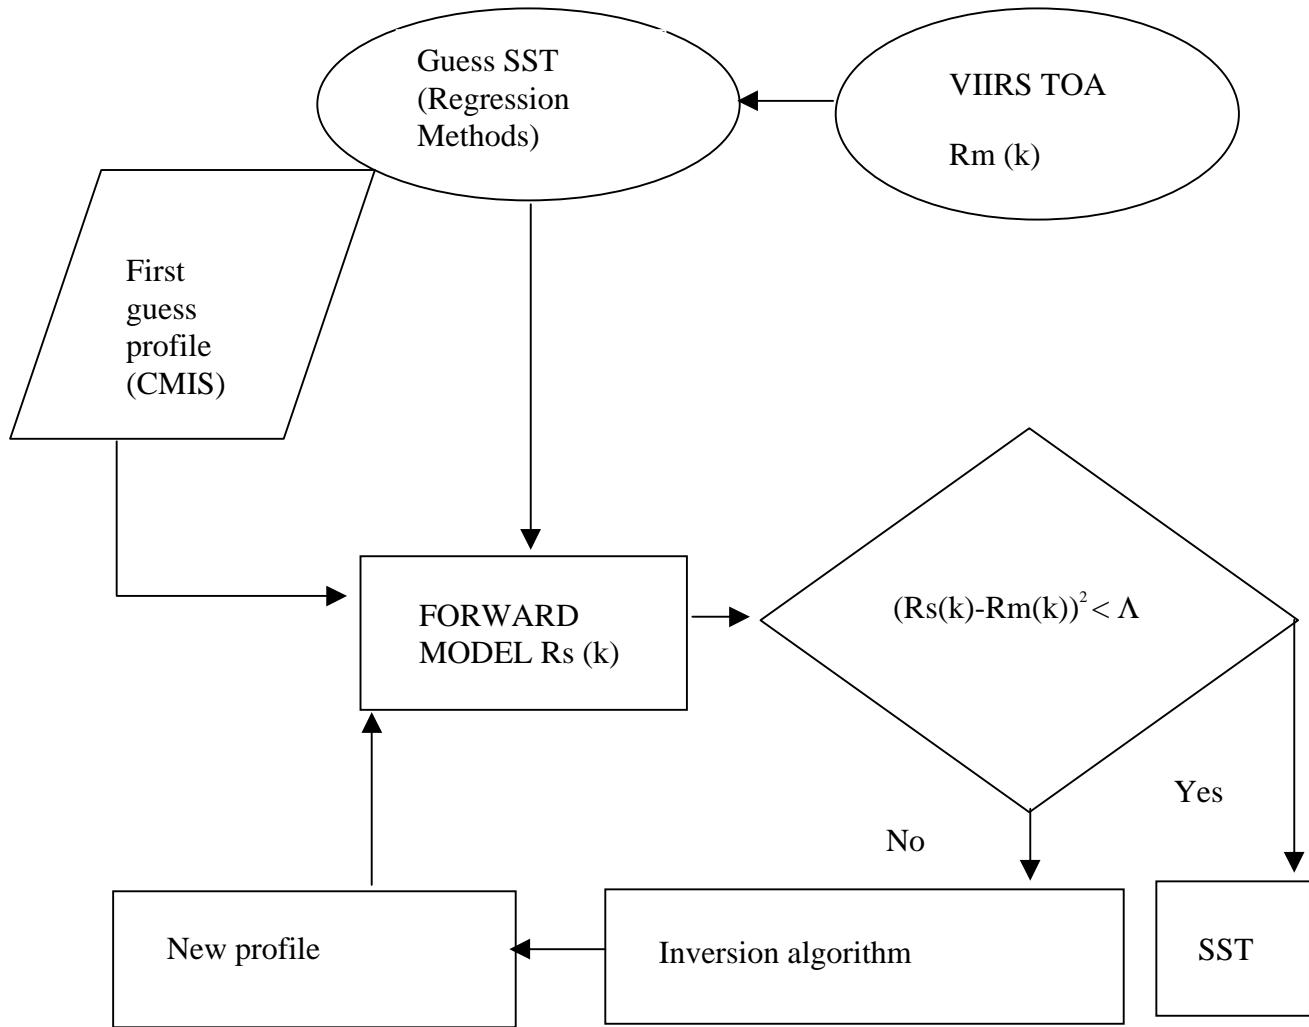 Guess SST
(Regression
Methods)
VIIRS TOA
Rm (k)
First
guess
profile
(CMIS)
FORWARD
MODEL Rs (k)
(Rs(k)-Rm(k))² < Λ
Yes
No
New profile
Inversion algorithm
SST